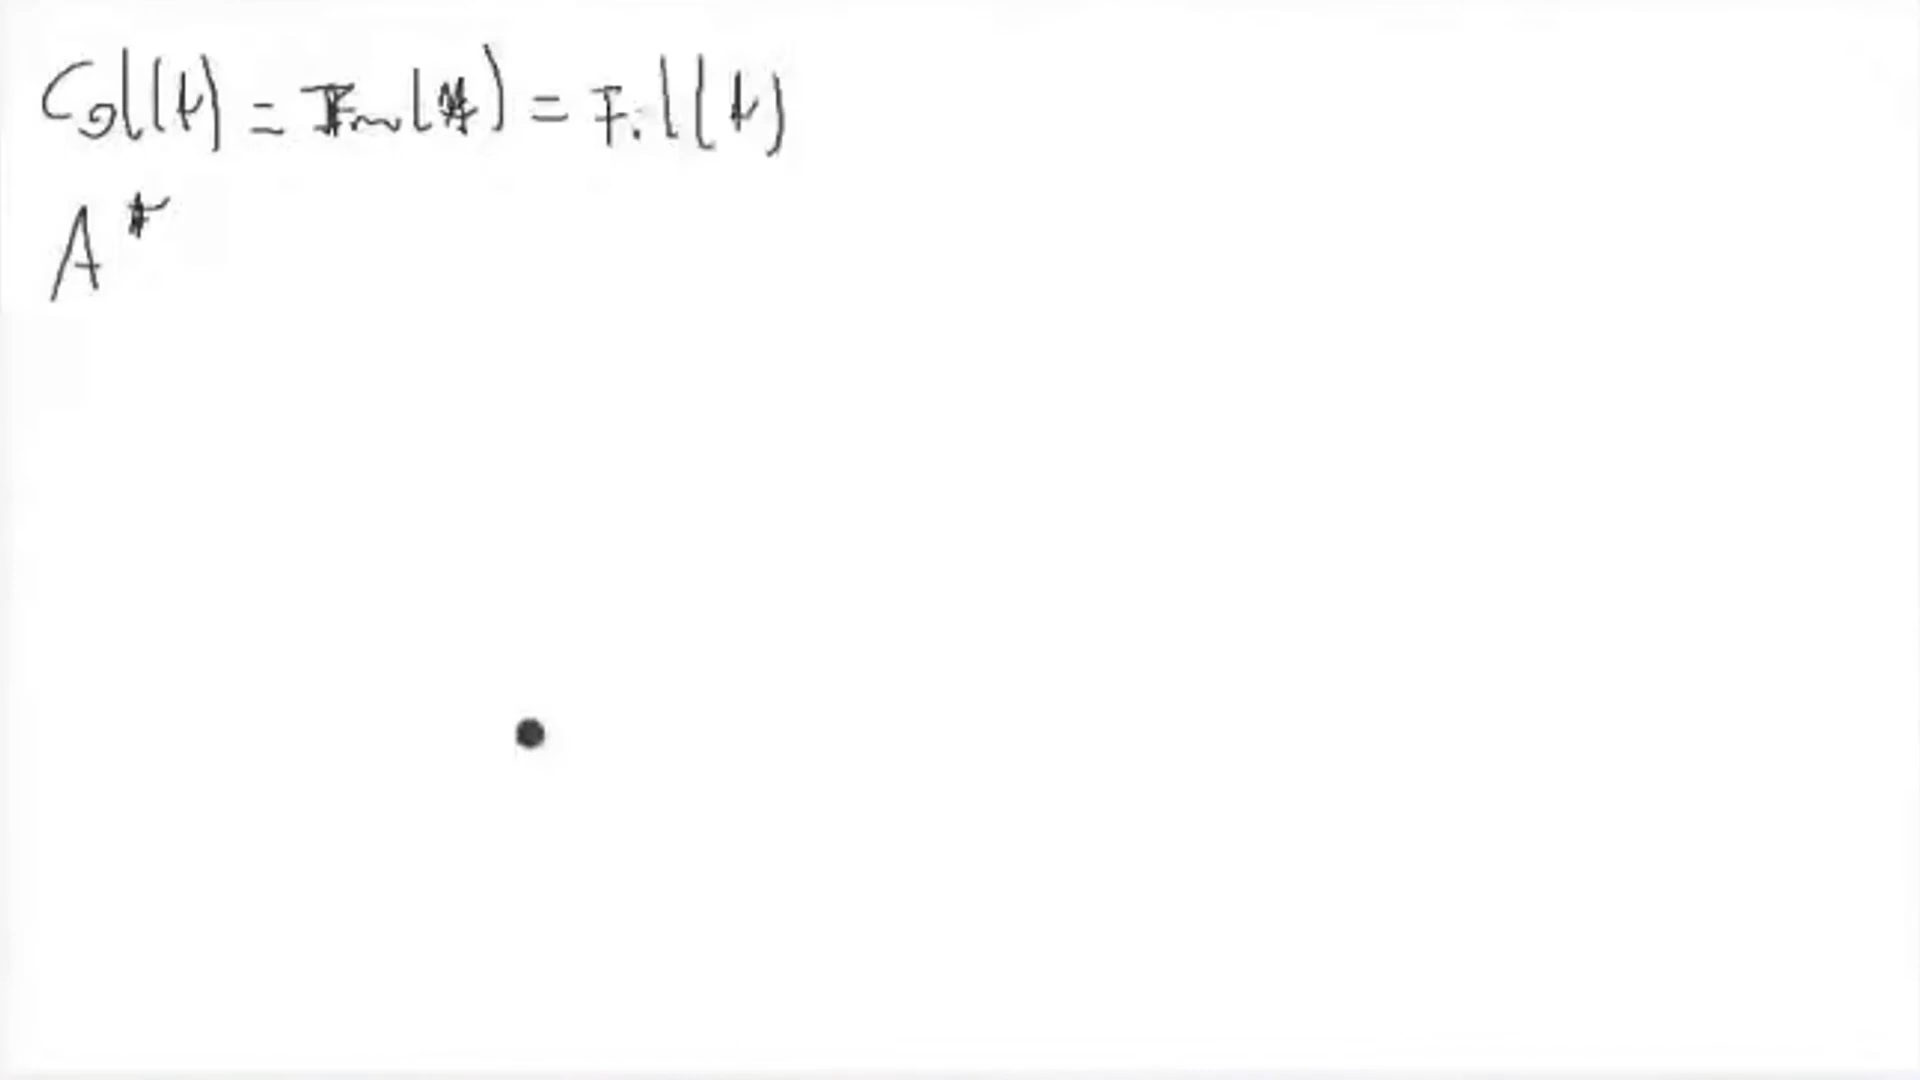 Col(A) = Im(A) = Fil(A)
A*